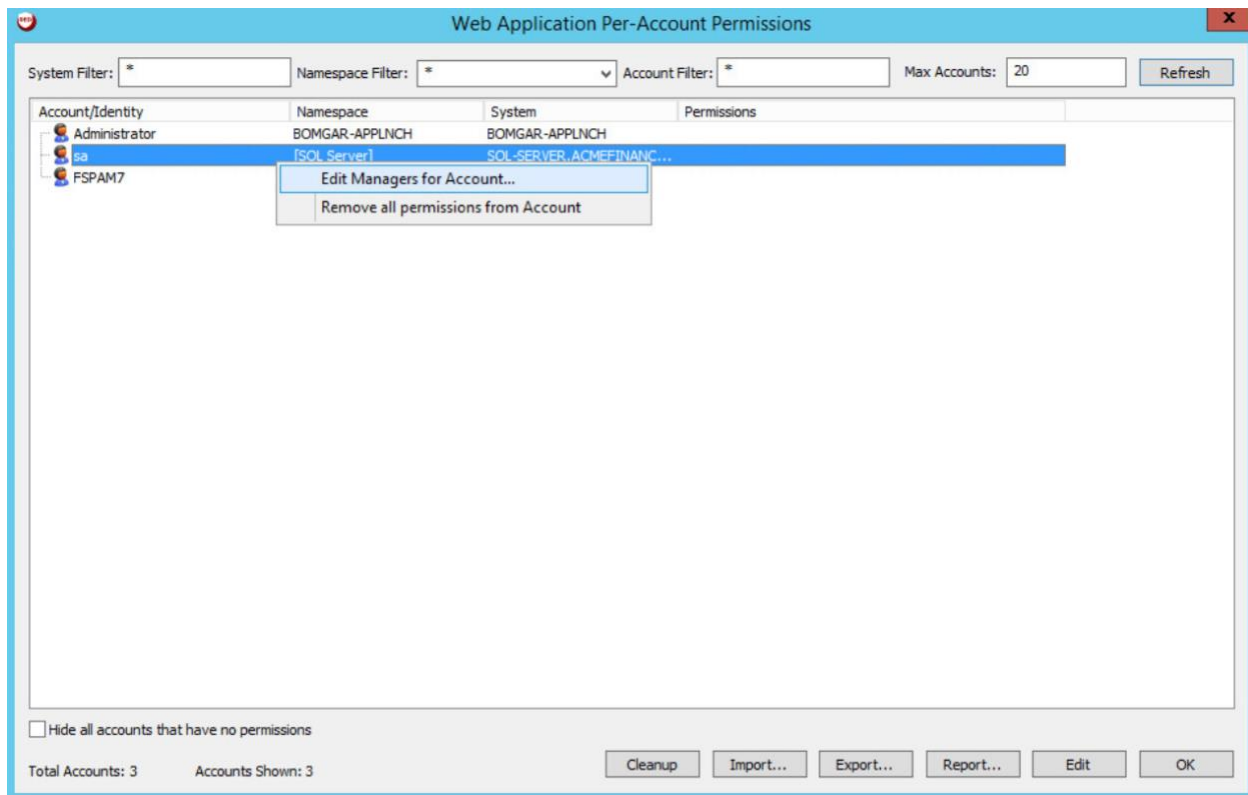 Web Application Per-Account Permissions
X
System Filter: * Namespace Filter: * Account Filter: * Max Accounts: 20 Refresh
Account/Identity Namespace System Permissions
Administrator BOMGAR-APPLNCH BOMGAR-APPLNCH
sa [SQL Server] SQL-SERVER.ACMEFINANC...
Edit Managers for Account...
FSPAM7
Remove all permissions from Account
Hide all accounts that have no permissions
Total Accounts: 3 Accounts Shown: 3 Cleanup Import... Export... Report... Edit OK